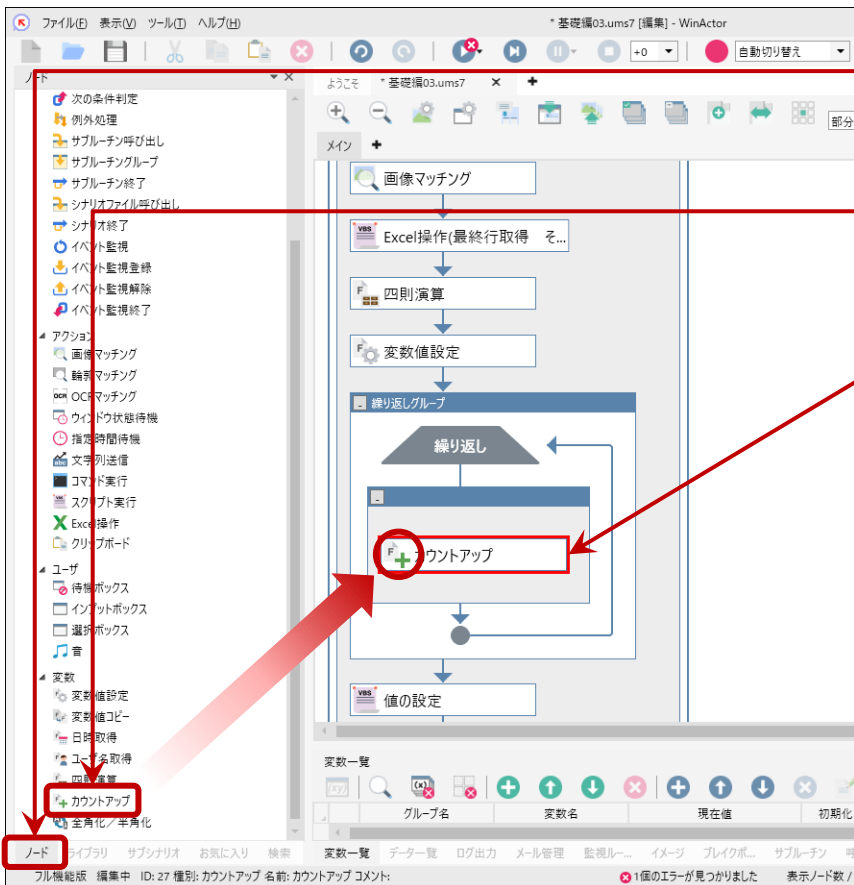 ファイル(F) 表示(V) ツール(T) ヘルプ(H) * 基礎編03.ums7 [編集] - WinActor
+0 自動切り替え
ノード
次の条件判定
例外処理
サブルーチン呼び出し
サブルーチングループ
サブルーチン終了
シナリオファイル呼び出し
シナリオ終了
イベント監視
イベント監視登録
イベント監視解除
イベント監視終了
アクション
画像マッチング
輪郭マッチング
OCRマッチング
ウィンドウ状態待機
指定時間待機
文字列送信
コマンド実行
スクリプト実行
Excel操作
クリップボード
ユーザ
待機ボックス
インプットボックス
選択ボックス
音
変数
変数値設定
変数値コピー
日時取得
ユーザ名取得
四則演算
カウントアップ
全角化／半角化
ノード ライブラリ サブシナリオ お気に入り 検索
ようこそ * 基礎編03.ums7
部分
メイン
画像マッチング
Excel操作(最終行取得 そ...
四則演算
変数値設定
繰り返しグループ
繰り返し
カウントアップ
値の設定
変数一覧
グループ名 変数名 現在値 初期化
変数一覧 データ一覧 ログ出力 メール管理 監視ルー... イメージ ブレイクポ... サブルーチン
フル機能版 編集中 ID: 27 種別: カウントアップ 名前: カウントアップ コメント: 1個のエラーが見つかりました 表示ノード数 /